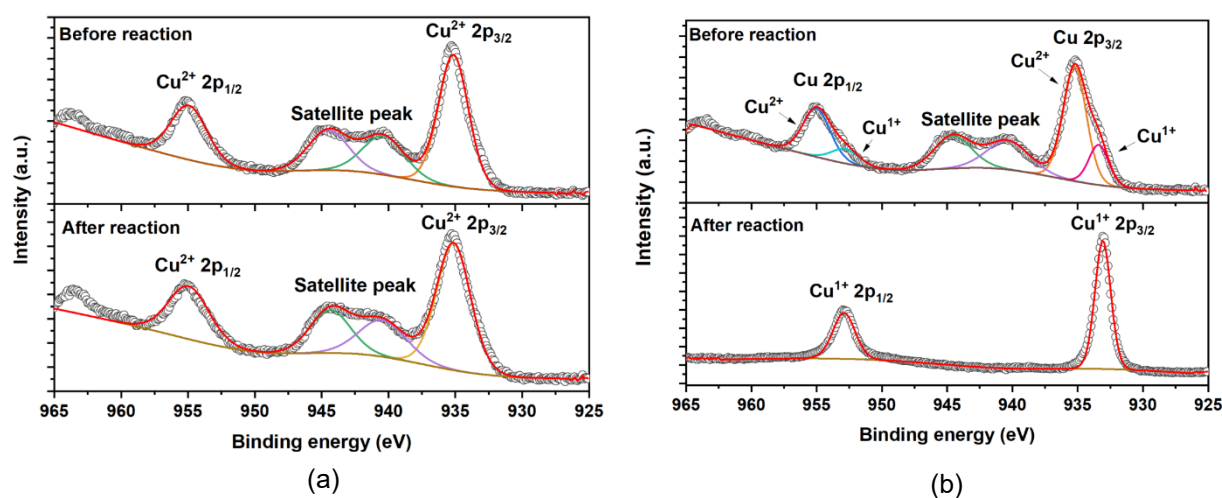 Before reaction
Cu²⁺ 2p₃/₂
Cu²⁺ 2p₁/₂
Satellite peak
After reaction
Cu²⁺ 2p₃/₂
Cu²⁺ 2p₁/₂
Satellite peak
Intensity (a.u.)
965 960 955 950 945 940 935 930 925
Binding energy (eV)
(a)
Before reaction
Cu 2p₃/₂
Cu²⁺
Cu 2p₁/₂
Cu²⁺
Cu¹⁺
Satellite peak
Cu¹⁺
After reaction
Cu¹⁺ 2p₃/₂
Cu¹⁺ 2p₁/₂
Intensity (a.u.)
965 960 955 950 945 940 935 930 925
Binding energy (eV)
(b)